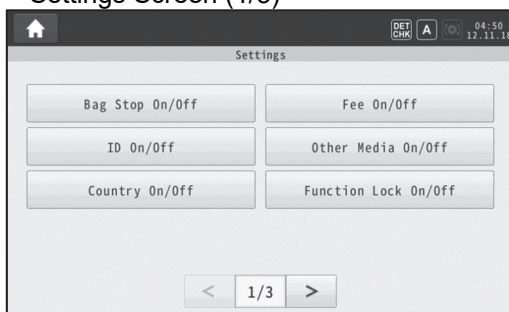 Settings Screen (1/3)
DET CHK A 04:50
12.11.18
Settings
Bag Stop On/Off Fee On/Off
ID On/Off Other Media On/Off
Country On/Off Function Lock On/Off
< 1/3 >